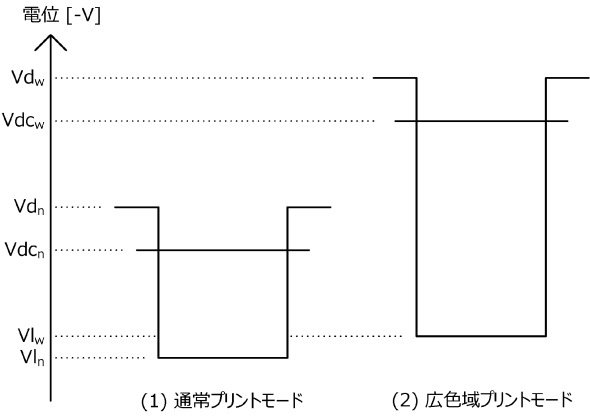 電位 [-V]
Vdw
Vdcw
Vdn
Vdcn
Vlw
Vln
(1) 通常プリントモード
(2) 広色域プリントモード